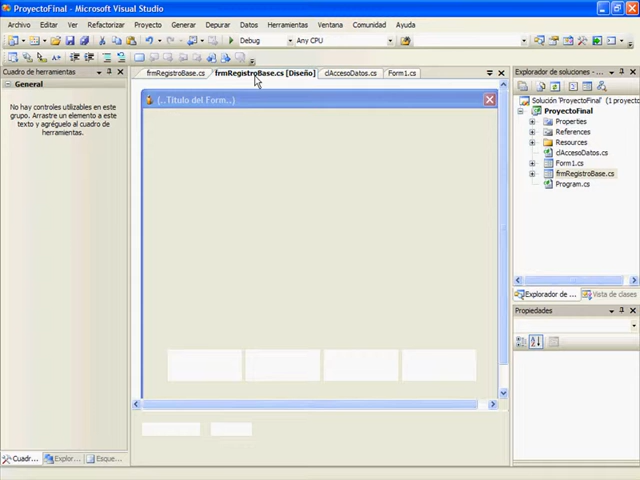 ProyectoFinal - Microsoft Visual Studio
Archivo Editar Ver Refactorizar Proyecto Generar Depurar Datos Herramientas Ventana Comunidad Ayuda
Debug Any CPU
Cuadro de herramientas
General
No hay controles utilizables en este grupo. Arrastre un elemento a este texto y agréguelo al cuadro de herramientas.
frmRegistroBase.cs frmRegistroBase.cs [Diseño] clAccesoDatos.cs Form1.cs
(..Titulo del Form..)
Explorador de soluciones -
Solución 'ProyectoFinal' (1 proyecto
ProyectoFinal
Properties
References
Resources
clAccesoDatos.cs
Form1.cs
frmRegistroBase.cs
Program.cs
Explorador de ... Vista de clases
Propiedades
Cuadr... Explor... Esque...